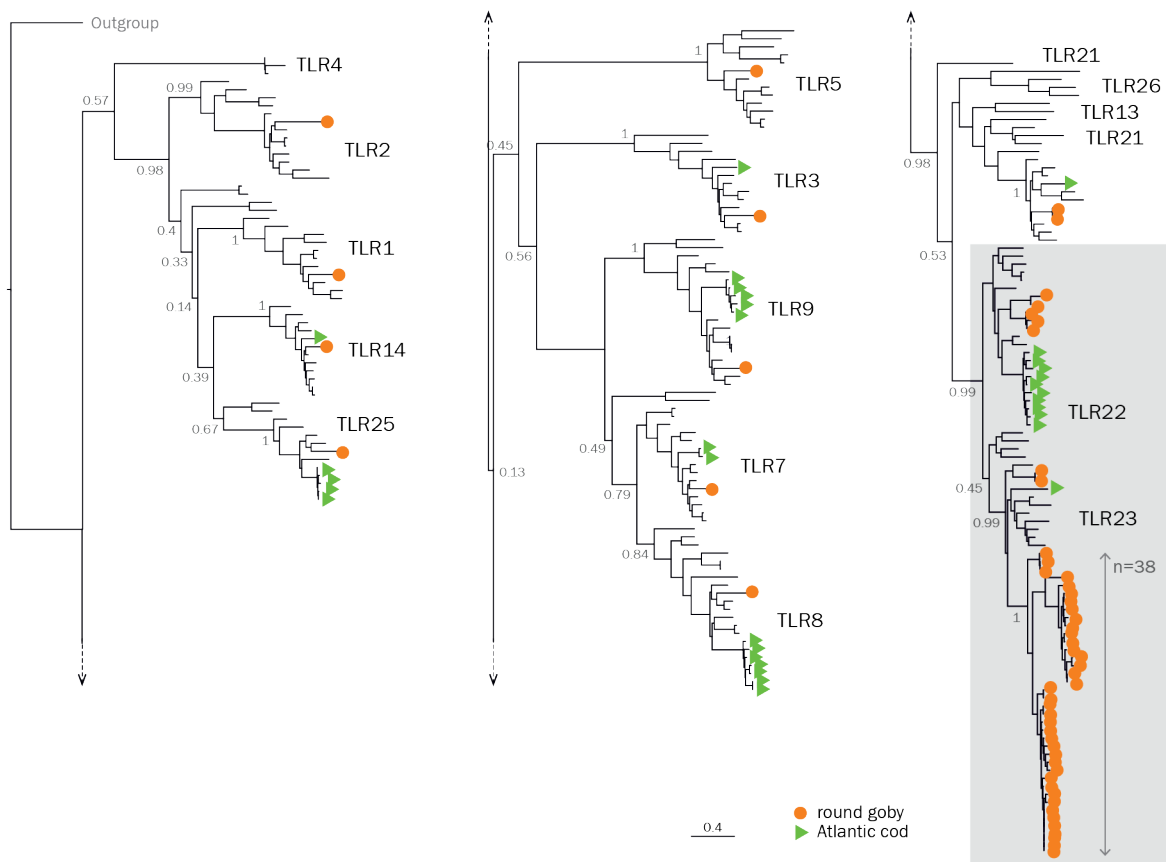 Outgroup
TLR4
0.57
0.99
TLR2
0.98
0.4
1
TLR1
0.33
0.14
1
TLR14
0.39
TLR25
0.67
1
1
TLR5
0.45
1
TLR3
0.56
1
TLR9
0.49
TLR7
0.13
0.79
0.84
TLR8
TLR21
TLR26
TLR13
TLR21
0.98
1
0.53
0.99
TLR22
0.45
0.99
TLR23
n=38
1
0.4
round goby
Atlantic cod